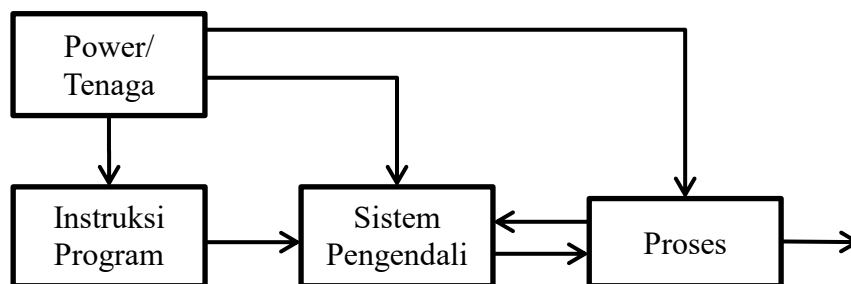 Power/
Tenaga
Instruksi
Program
Sistem
Pengendali
Proses